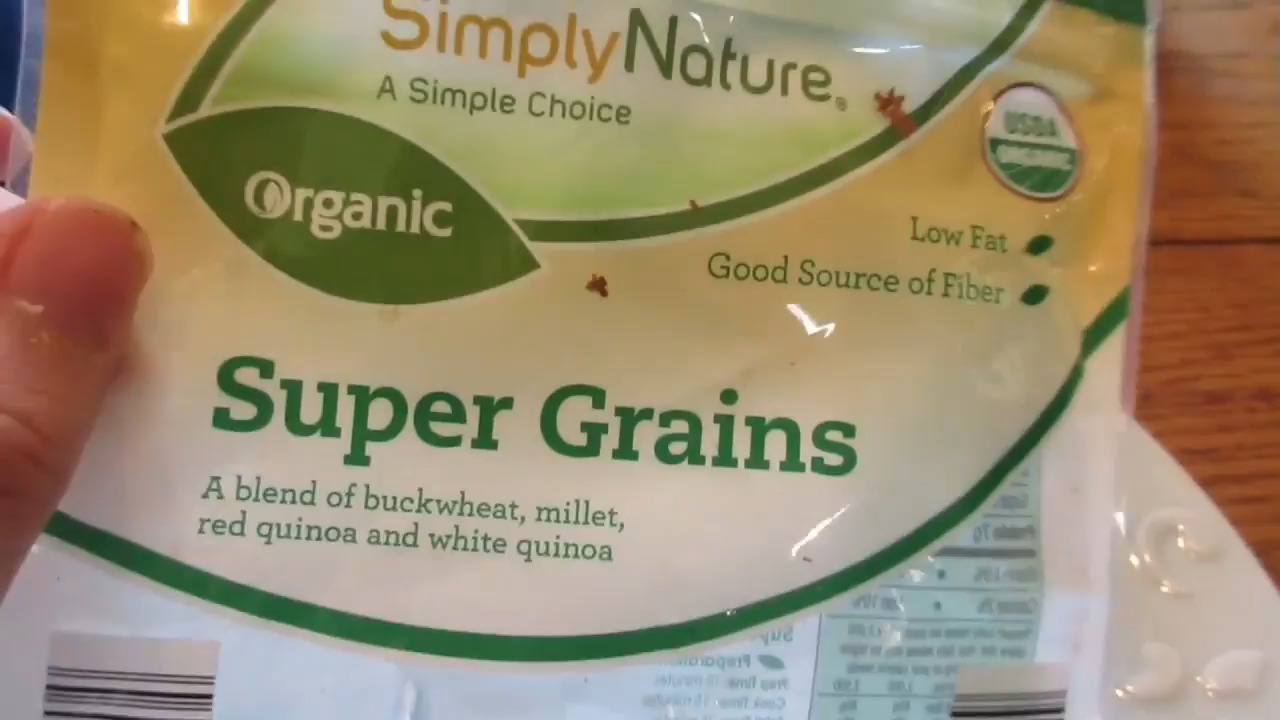 SimplyNature®
A Simple Choice
Organic
USDA
ORGANIC
Low Fat
Good Source of Fiber
Super Grains
A blend of buckwheat, millet,
red quinoa and white quinoa